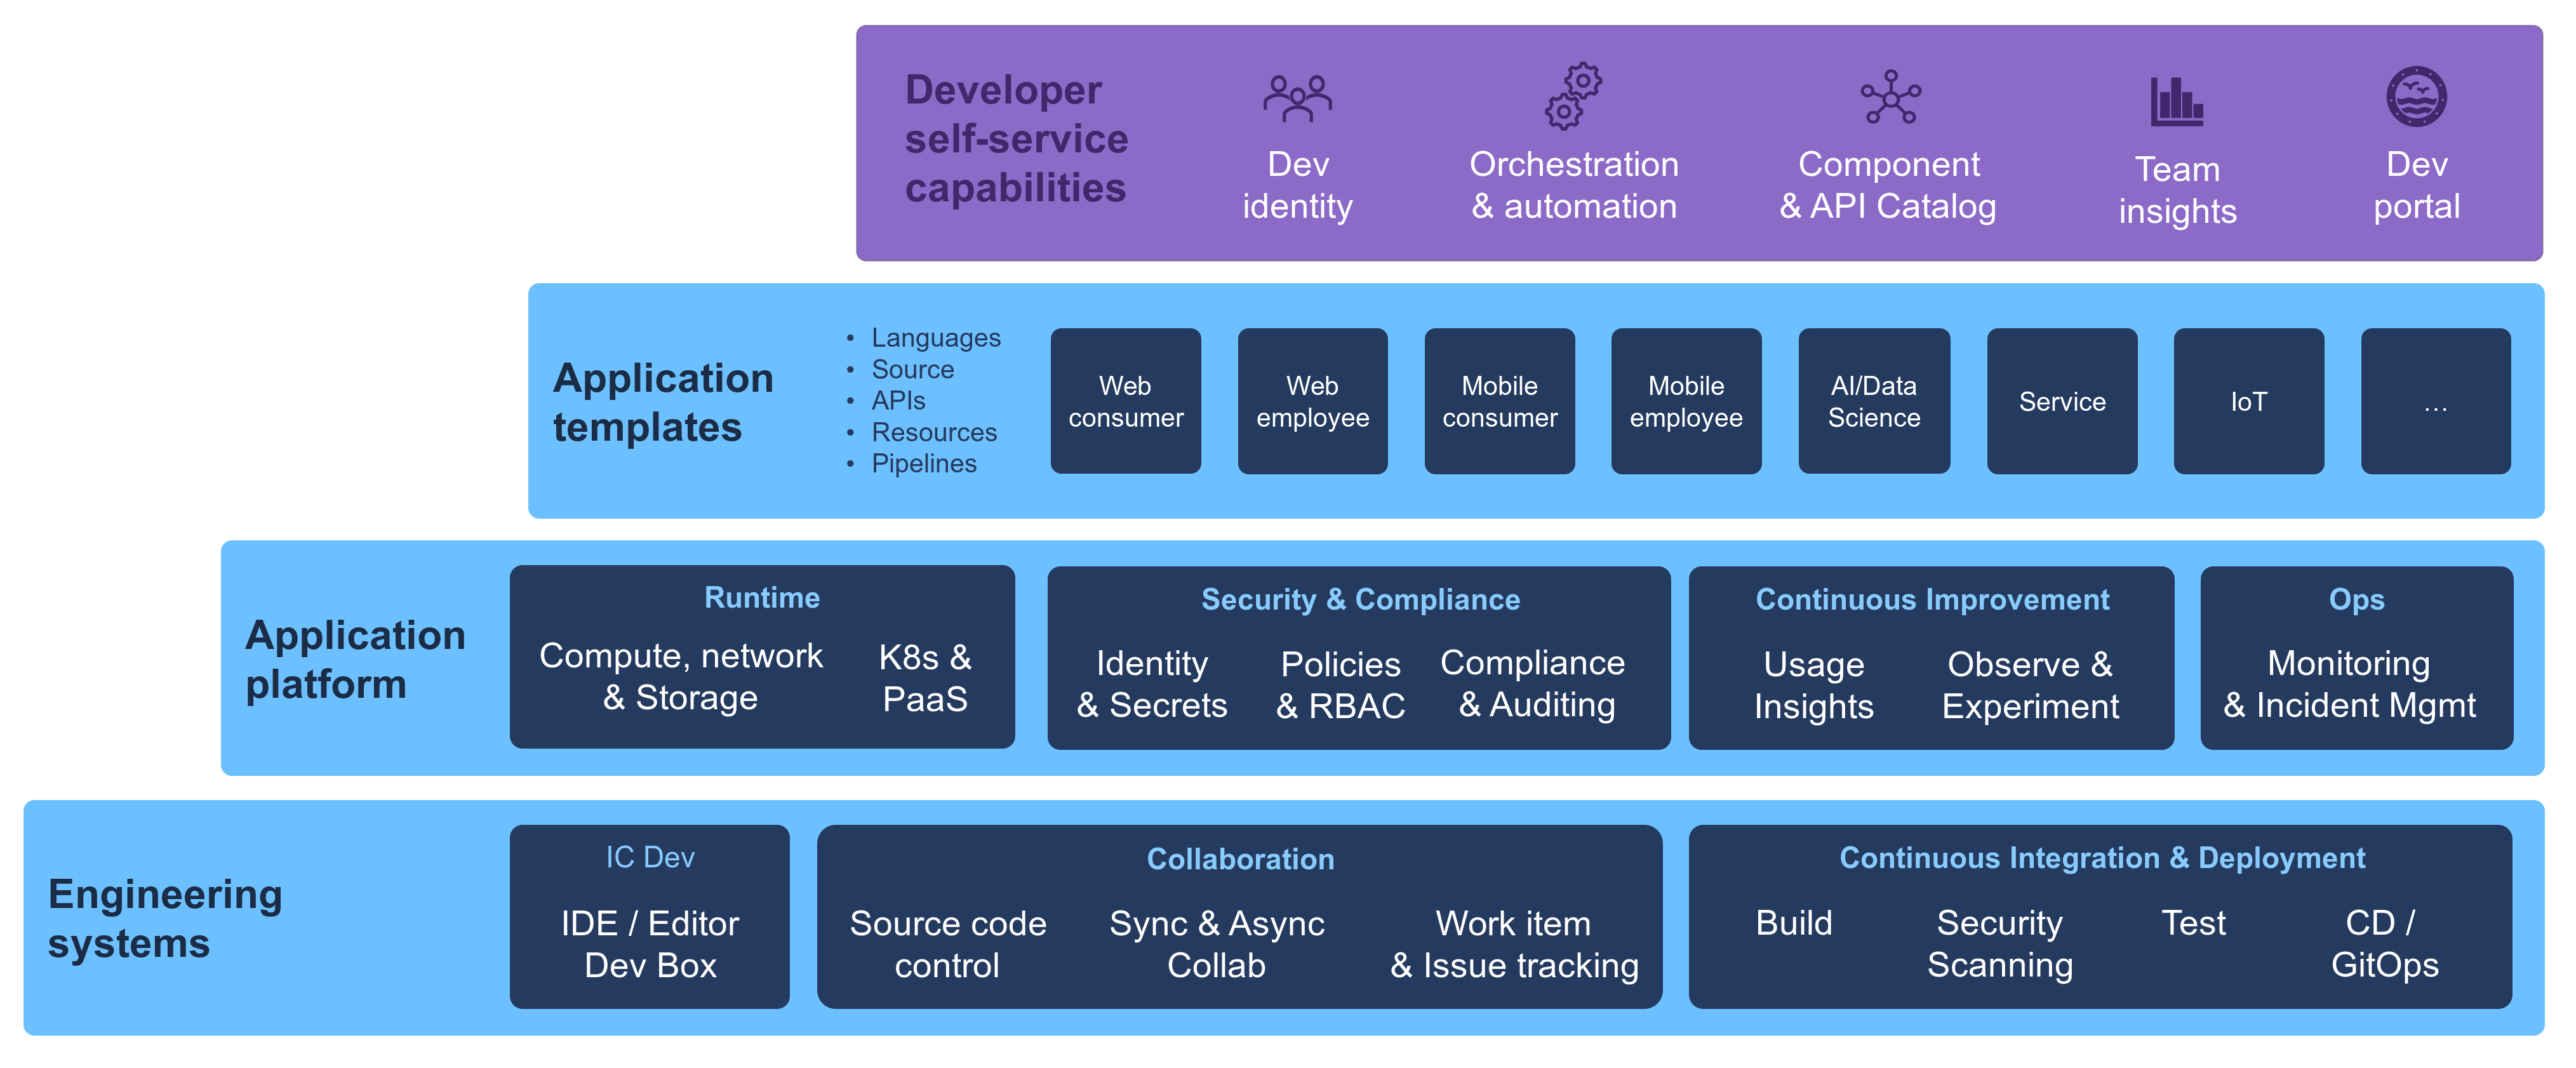 Developer
self-service
capabilities
Dev
identity
Orchestration
& automation
Component
& API Catalog
Team
insights
Dev
portal
Application
templates
• Languages
• Source
• APIs
• Resources
• Pipelines
Web
consumer
Web
employee
Mobile
consumer
Mobile
employee
AI/Data
Science
Service
IoT
…
Application
platform
Runtime
Compute, network
& Storage
K8s &
PaaS
Security & Compliance
Identity
& Secrets
Policies
& RBAC
Compliance
& Auditing
Continuous Improvement
Usage
Insights
Observe &
Experiment
Ops
Monitoring
& Incident Mgmt
Engineering
systems
IC Dev
IDE / Editor
Dev Box
Collaboration
Source code
control
Sync & Async
Collab
Work item
& Issue tracking
Continuous Integration & Deployment
Build
Security
Scanning
Test
CD /
GitOps